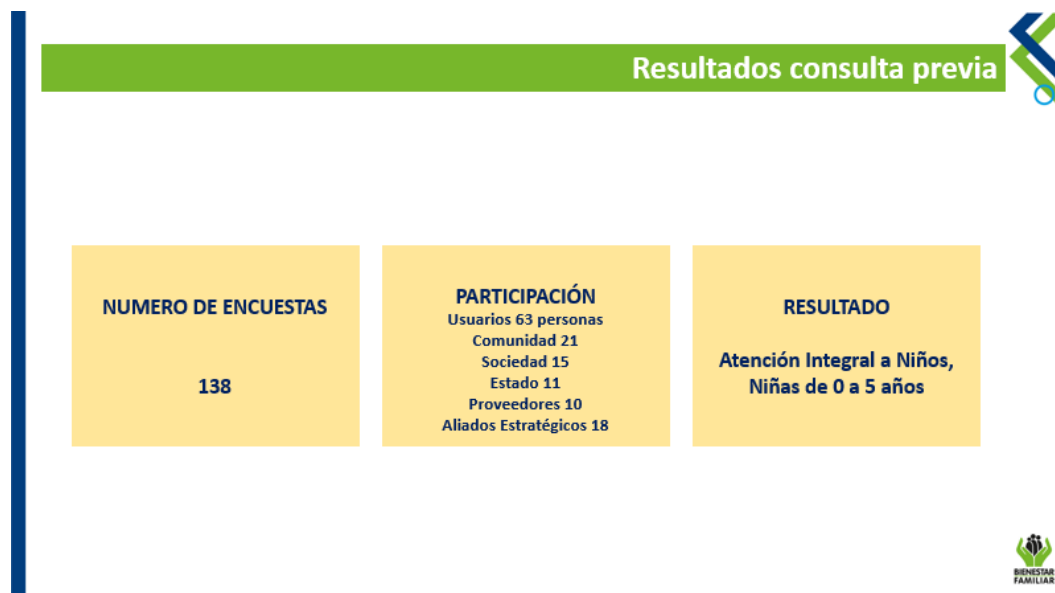 Resultados consulta previa
NUMERO DE ENCUESTAS
138
PARTICIPACIÓN
Usuarios 63 personas
Comunidad 21
Sociedad 15
Estado 11
Proveedores 10
Aliados Estratégicos 18
RESULTADO
Atención Integral a Niños,
Niñas de 0 a 5 años
BIENESTAR
FAMILIAR